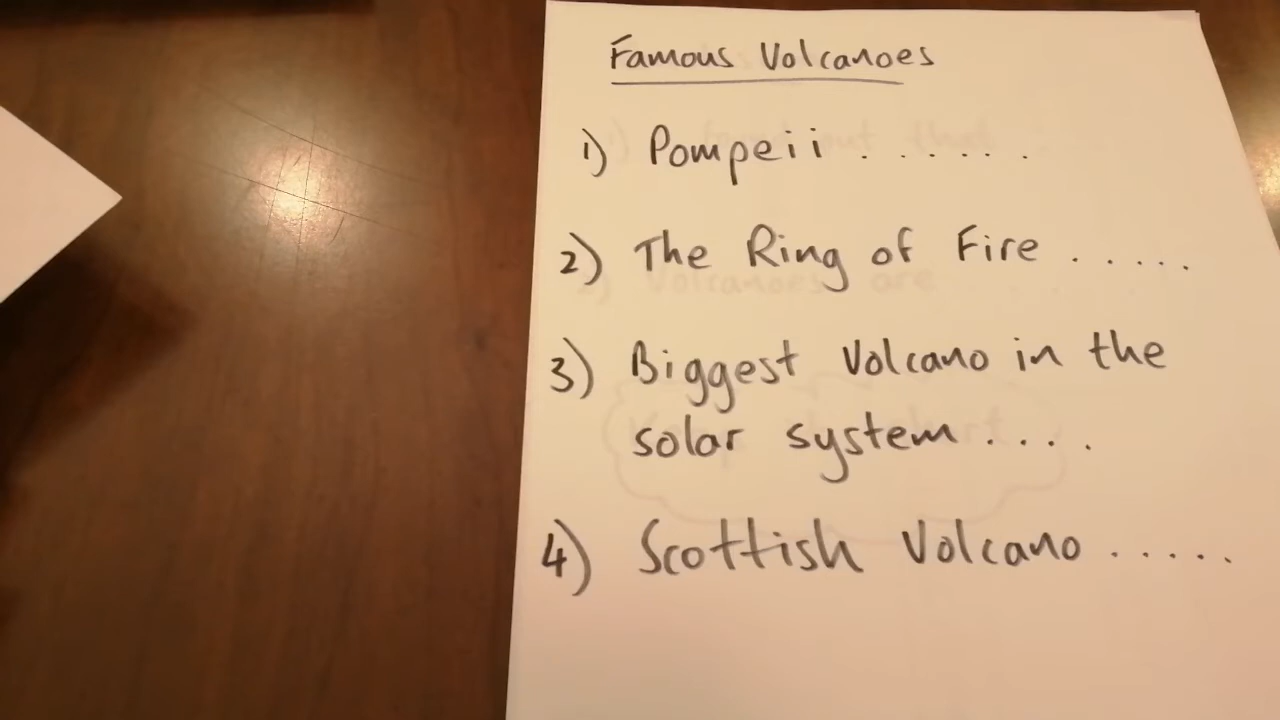 Famous Volcanoes
1) Pompeii . . . . . .
2) The Ring of Fire . . . . .
3) Biggest Volcano in the
solar system . . . .
4) Scottish Volcano . . . . .